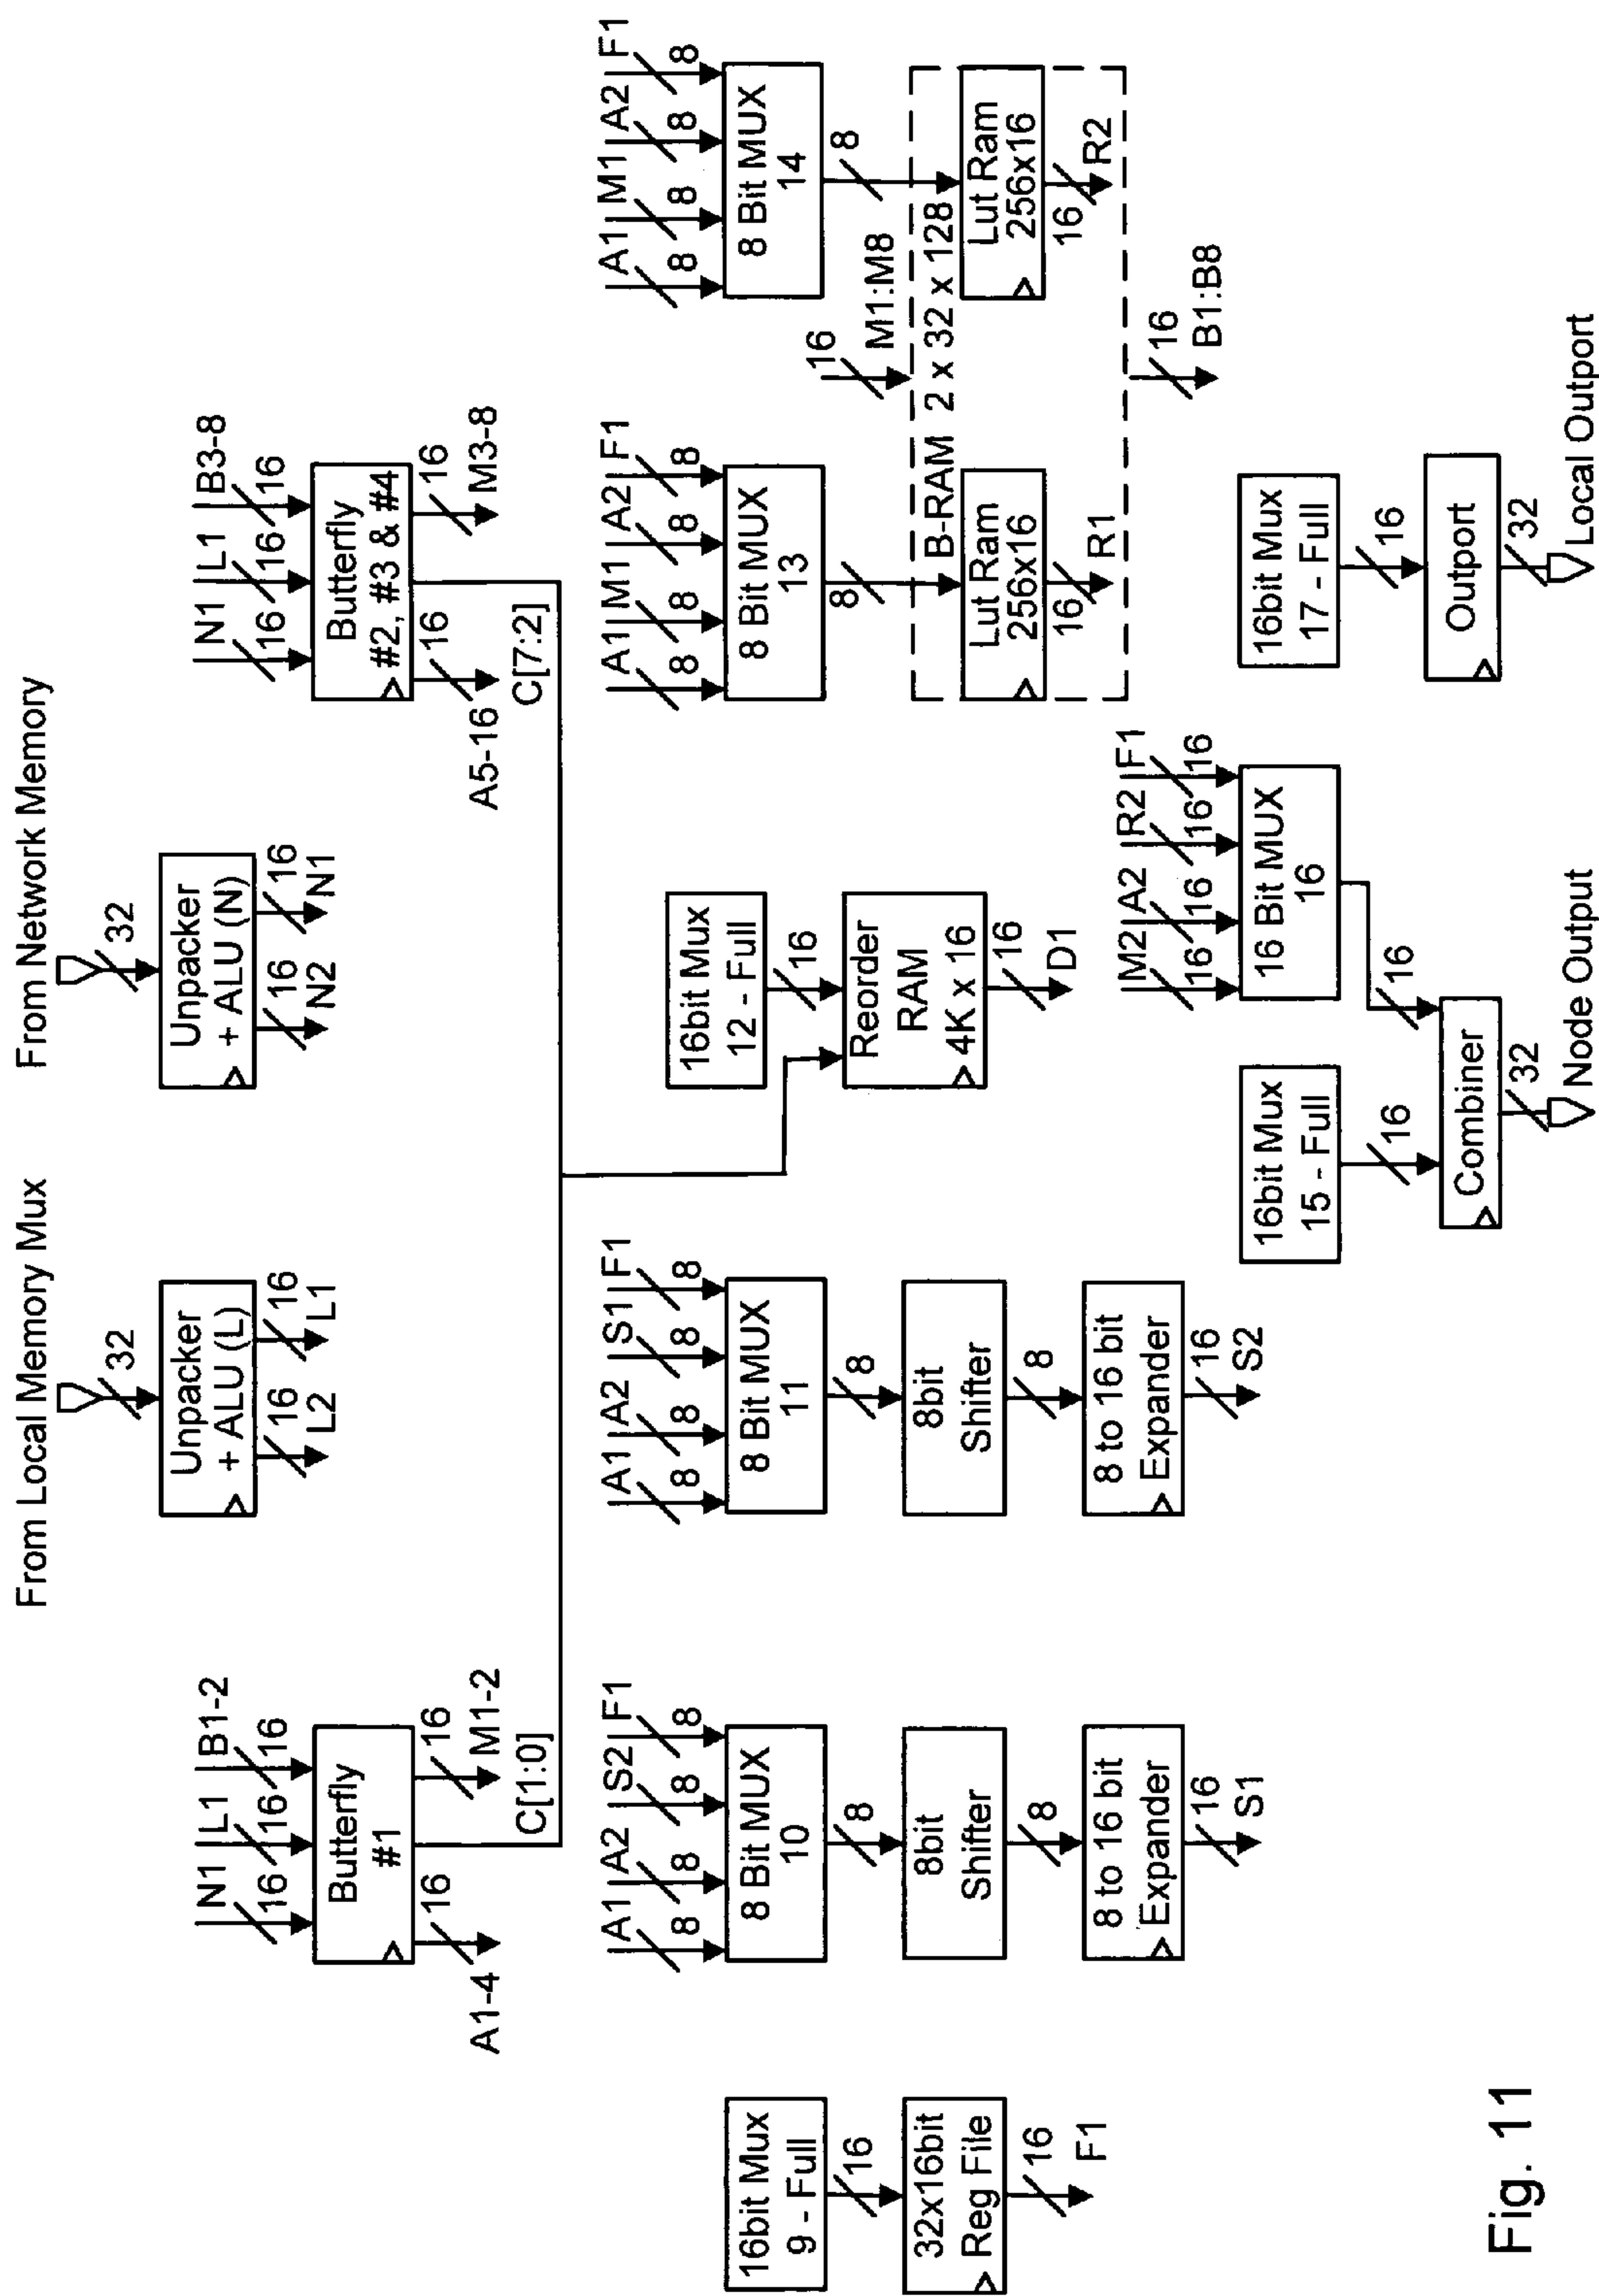 From Local Memory Mux
From Network Memory
32
32
N1 L1 B1-2
16 16 16
Unpacker
+ ALU (L)
Unpacker
+ ALU (N)
N1 L1 B3-8
16 16 16
16 16
L2 L1
16 16
N2 N1
Butterfly
#1
Butterfly
#2, #3 & #4
16 16
A1-4 M1-2
16 16
A5-16 M3-8
C[1:0]
C[7:2]
A1 A2 S2 F1
8 8 8 8
A1 A2 S1 F1
8 8 8 8
A1 M1 A2 F1
8 8 8 8
A1 M1 A2 F1
8 8 8 8
16bit Mux
9 - Full
8 Bit MUX
10
8 Bit MUX
11
16bit Mux
12 - Full
8 Bit MUX
13
8 Bit MUX
14
16
8
8
16
8
16
M1:M8
8
32x16bit
Reg File
8bit
Shifter
8bit
Shifter
Reorder
RAM
4K x 16
B-RAM 2 x 32 x 128
Lut Ram
256x16
Lut Ram
256x16
16
F1
8
8
16
D1
16
R1
16
R2
8 to 16 bit
Expander
8 to 16 bit
Expander
16
B1:B8
16
S1
16
S2
M2 A2 R2 F1
16 16 16 16
16bit Mux
15 - Full
16 Bit MUX
16
16bit Mux
17 - Full
16
16
16
Combiner
Outport
32
32
Node Output
Local Outport
Fig. 11